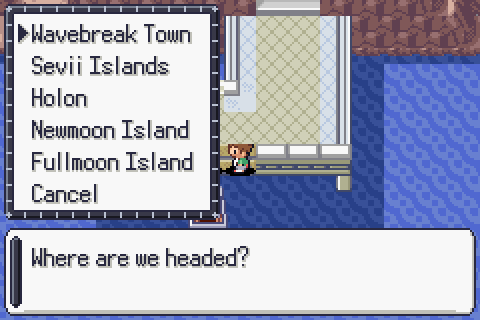 Wavebreak Town
Sevii Islands
Holon
Newmoon Island
Fullmoon Island
Cancel
Where are we headed?